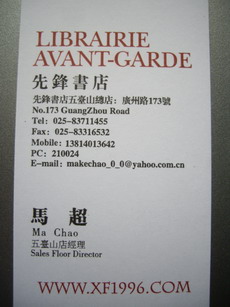 LIBRAIRIE
AVANT-GARDE
先鋒書店
先鋒書店五臺山總店：廣州路173號
No.173 GuangZhou Road
Tel: 025-83711455
Fax: 025-83316532
Mobile: 13814013642
PC: 210024
E-mail: makechao_0_0@yahoo.com.cn
馬 超
Ma Chao
五臺山店經理
Sales Floor Director
WWW.XF1996.COM